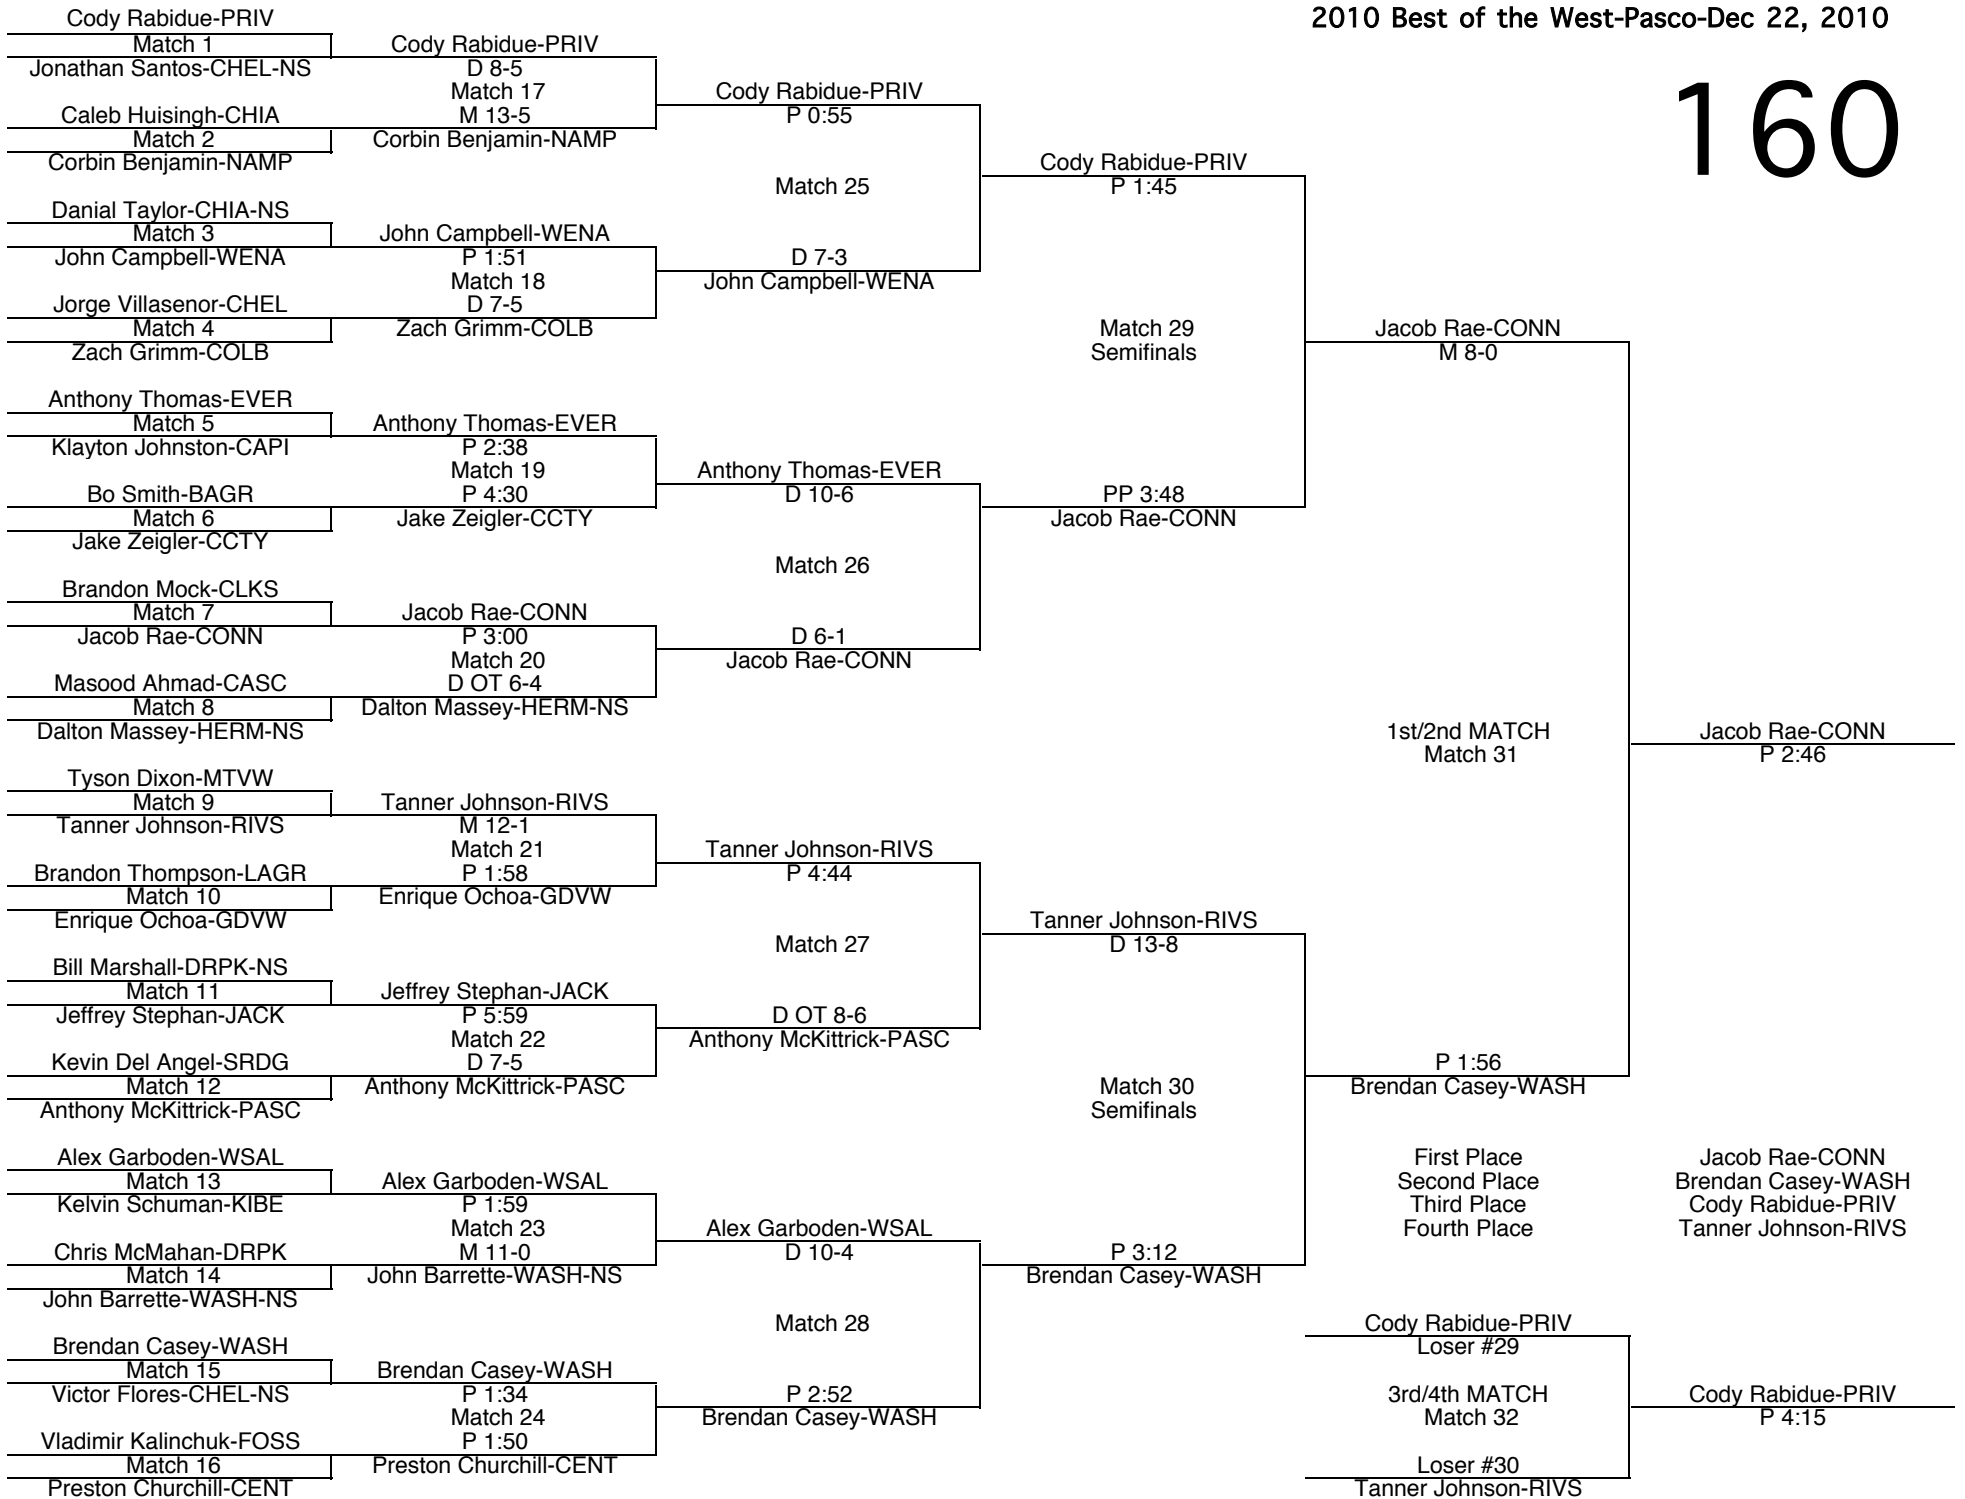 2010 Best of the West-Pasco-Dec 22, 2010
160
Cody Rabidue-PRIV
Match 1
Jonathan Santos-CHEL-NS
Caleb Huisingh-CHIA
Match 2
Corbin Benjamin-NAMP
Danial Taylor-CHIA-NS
Match 3
John Campbell-WENA
Jorge Villasenor-CHEL
Match 4
Zach Grimm-COLB
Anthony Thomas-EVER
Match 5
Klayton Johnston-CAPI
Bo Smith-BAGR
Match 6
Jake Zeigler-CCTY
Brandon Mock-CLKS
Match 7
Jacob Rae-CONN
Masood Ahmad-CASC
Match 8
Dalton Massey-HERM-NS
Tyson Dixon-MTVW
Match 9
Tanner Johnson-RIVS
Brandon Thompson-LAGR
Match 10
Enrique Ochoa-GDVW
Bill Marshall-DRPK-NS
Match 11
Jeffrey Stephan-JACK
Kevin Del Angel-SRDG
Match 12
Anthony McKittrick-PASC
Alex Garboden-WSAL
Match 13
Kelvin Schuman-KIBE
Chris McMahan-DRPK
Match 14
John Barrette-WASH-NS
Brendan Casey-WASH
Match 15
Victor Flores-CHEL-NS
Vladimir Kalinchuk-FOSS
Match 16
Preston Churchill-CENT
Cody Rabidue-PRIV
D 8-5
Match 17
M 13-5
Corbin Benjamin-NAMP
John Campbell-WENA
P 1:51
Match 18
D 7-5
Zach Grimm-COLB
Anthony Thomas-EVER
P 2:38
Match 19
P 4:30
Jake Zeigler-CCTY
Jacob Rae-CONN
P 3:00
Match 20
D OT 6-4
Dalton Massey-HERM-NS
Tanner Johnson-RIVS
M 12-1
Match 21
P 1:58
Enrique Ochoa-GDVW
Jeffrey Stephan-JACK
P 5:59
Match 22
D 7-5
Anthony McKittrick-PASC
Alex Garboden-WSAL
P 1:59
Match 23
M 11-0
John Barrette-WASH-NS
Brendan Casey-WASH
P 1:34
Match 24
P 1:50
Preston Churchill-CENT
Cody Rabidue-PRIV
P 0:55
Match 25
D 7-3
John Campbell-WENA
Anthony Thomas-EVER
D 10-6
Match 26
D 6-1
Jacob Rae-CONN
Tanner Johnson-RIVS
P 4:44
Match 27
D OT 8-6
Anthony McKittrick-PASC
Alex Garboden-WSAL
D 10-4
Match 28
P 2:52
Brendan Casey-WASH
Cody Rabidue-PRIV
P 1:45
Match 29
Semifinals
PP 3:48
Jacob Rae-CONN
Tanner Johnson-RIVS
D 13-8
Match 30
Semifinals
P 3:12
Brendan Casey-WASH
Jacob Rae-CONN
M 8-0
1st/2nd MATCH
Match 31
P 1:56
Brendan Casey-WASH
Jacob Rae-CONN
P 2:46
First Place Jacob Rae-CONN
Second Place Brendan Casey-WASH
Third Place Cody Rabidue-PRIV
Fourth Place Tanner Johnson-RIVS
Cody Rabidue-PRIV
Loser #29
3rd/4th MATCH
Match 32
Loser #30
Tanner Johnson-RIVS
Cody Rabidue-PRIV
P 4:15